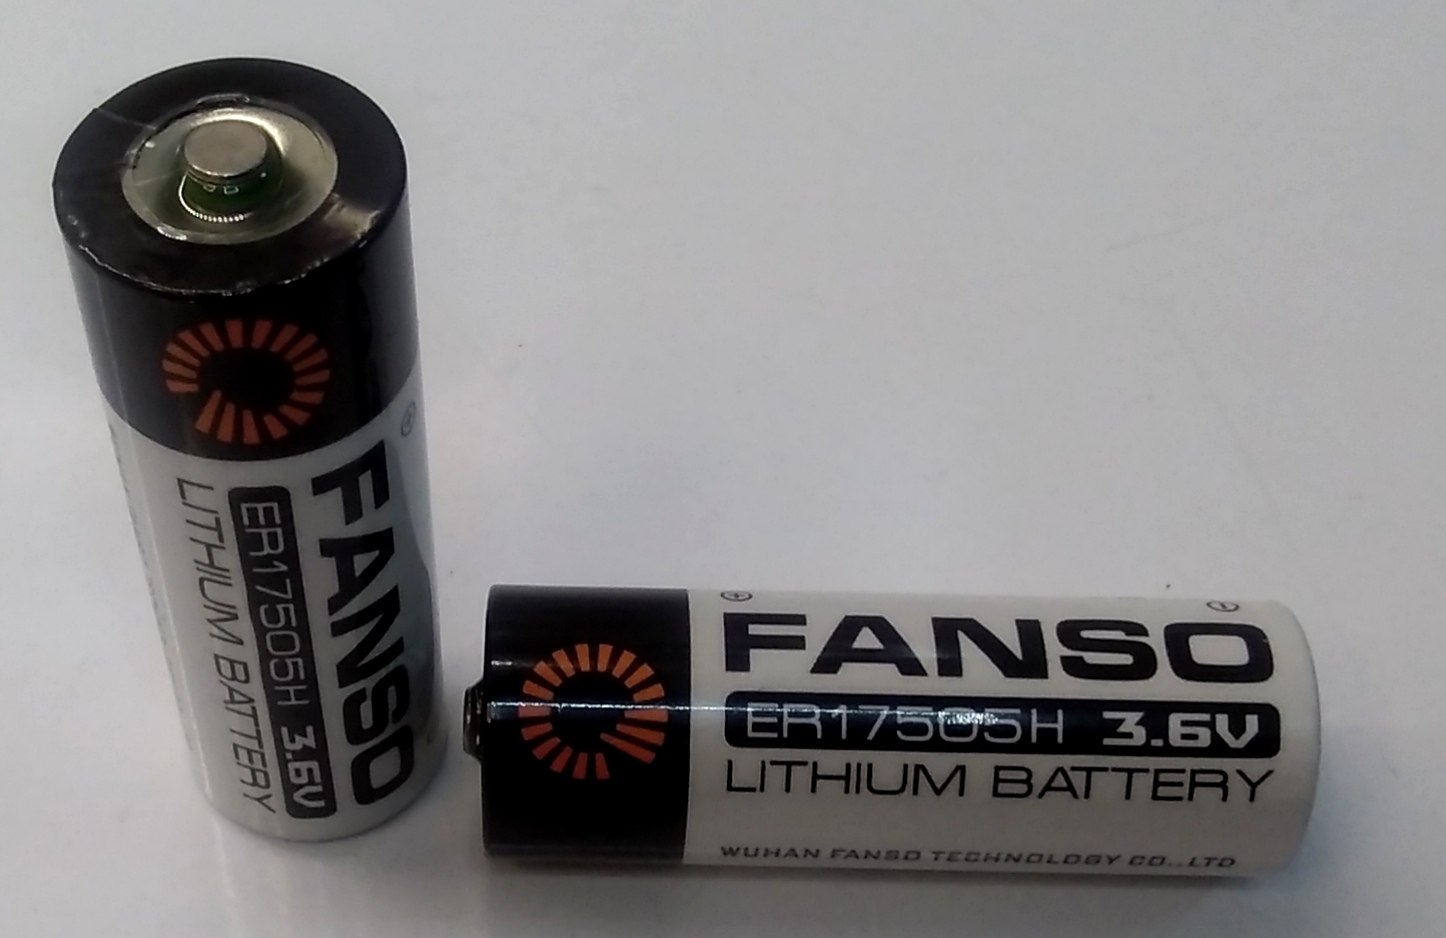 FANSO
ER17505H 3.6V
LITHIUM BATTERY
FANSO
ER17505H 3.6V
LITHIUM BATTERY
WUHAN FANSO TECHNOLOGY CO.,LTD